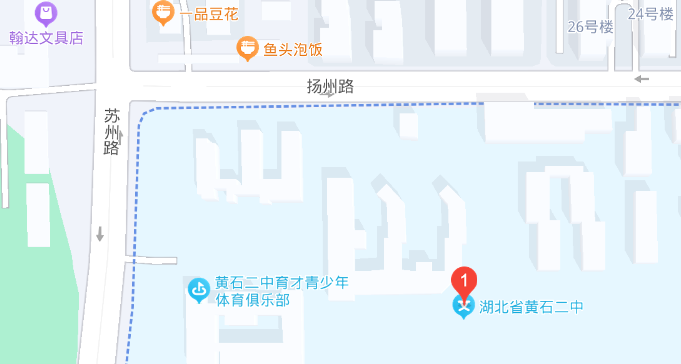 一品豆花
24号楼
26号楼
翰达文具店
鱼头泡饭
扬州路
苏州路
黄石二中育才青少年
体育俱乐部
1
湖北省黄石二中